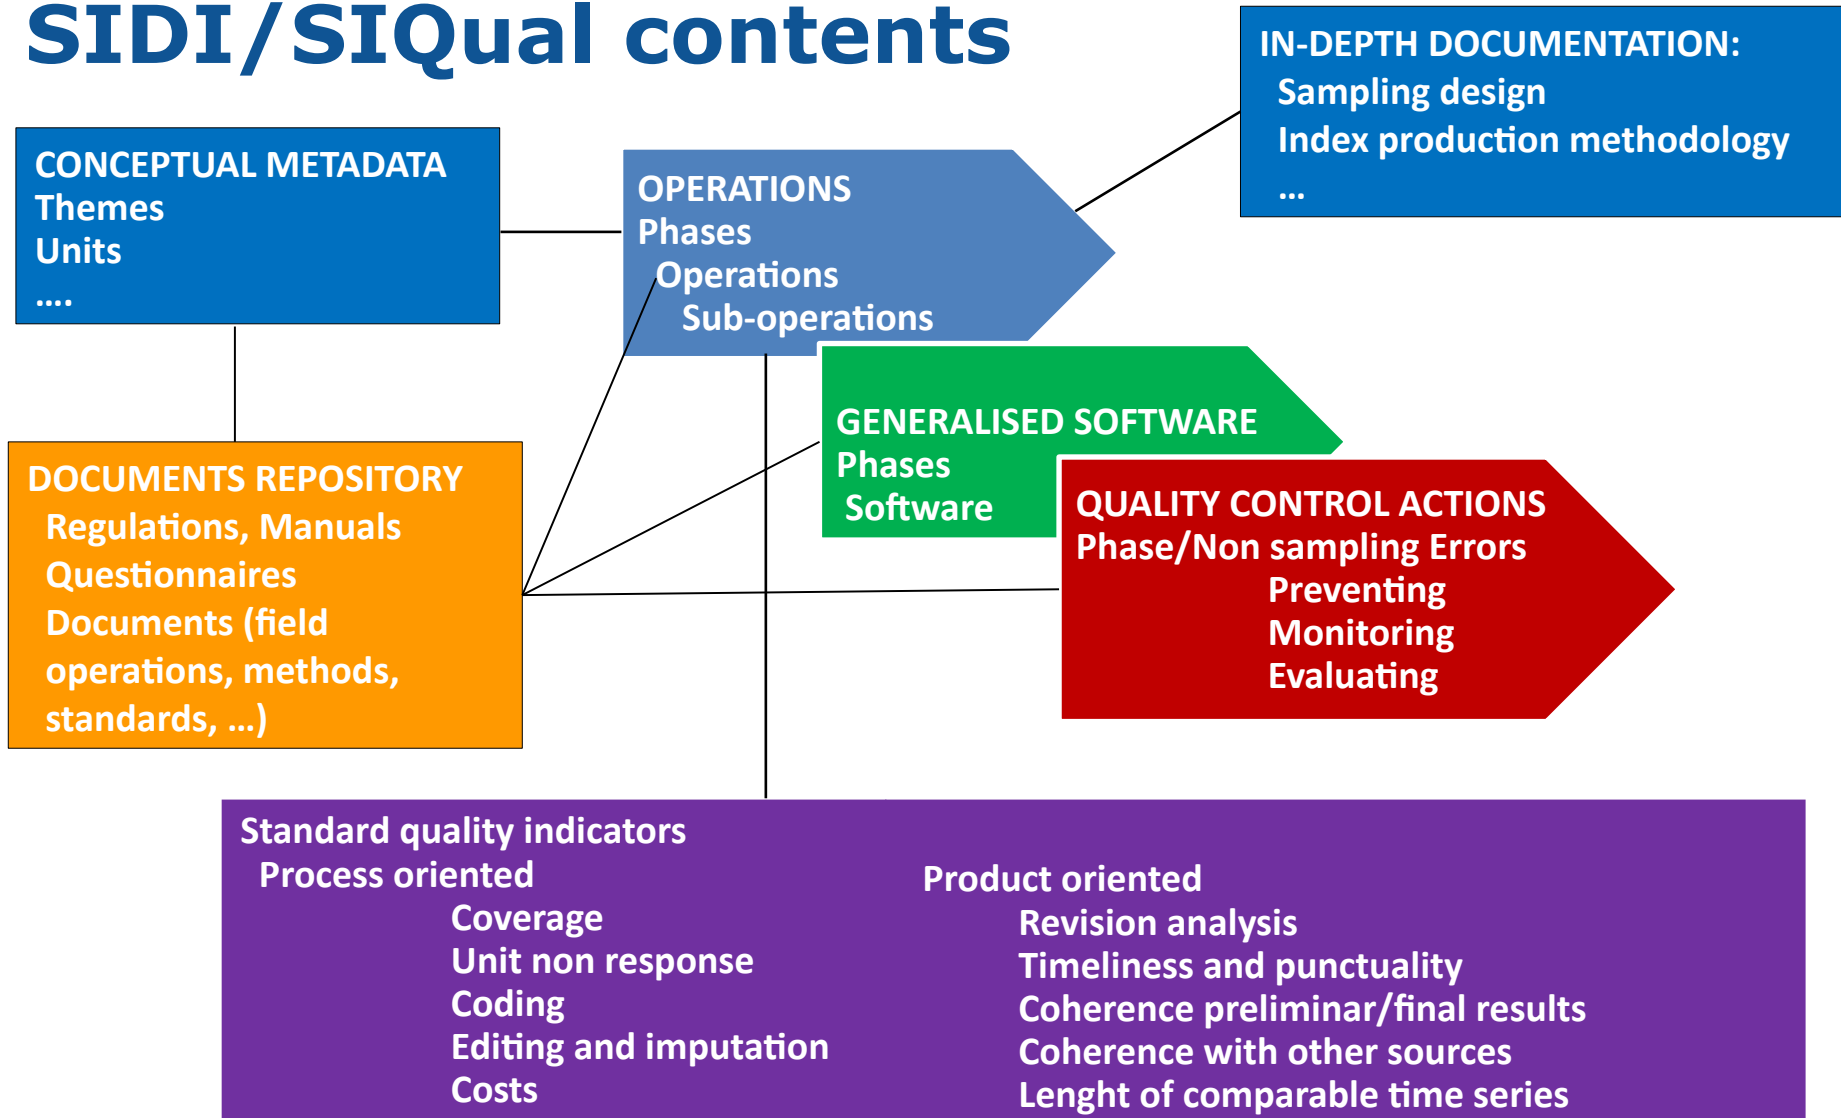 SIDI/SIQual contents
IN-DEPTH DOCUMENTATION:
Sampling design
Index production methodology
...
CONCEPTUAL METADATA
Themes
Units
....
OPERATIONS
Phases
Operations
Sub-operations
GENERALISED SOFTWARE
Phases
Software
QUALITY CONTROL ACTIONS
Phase/Non sampling Errors
Preventing
Monitoring
Evaluating
DOCUMENTS REPOSITORY
Regulations, Manuals
Questionnaires
Documents (field
operations, methods,
standards, ...)
Standard quality indicators
Process oriented
Coverage
Unit non response
Coding
Editing and imputation
Costs
Product oriented
Revision analysis
Timeliness and punctuality
Coherence preliminar/final results
Coherence with other sources
Lenght of comparable time series